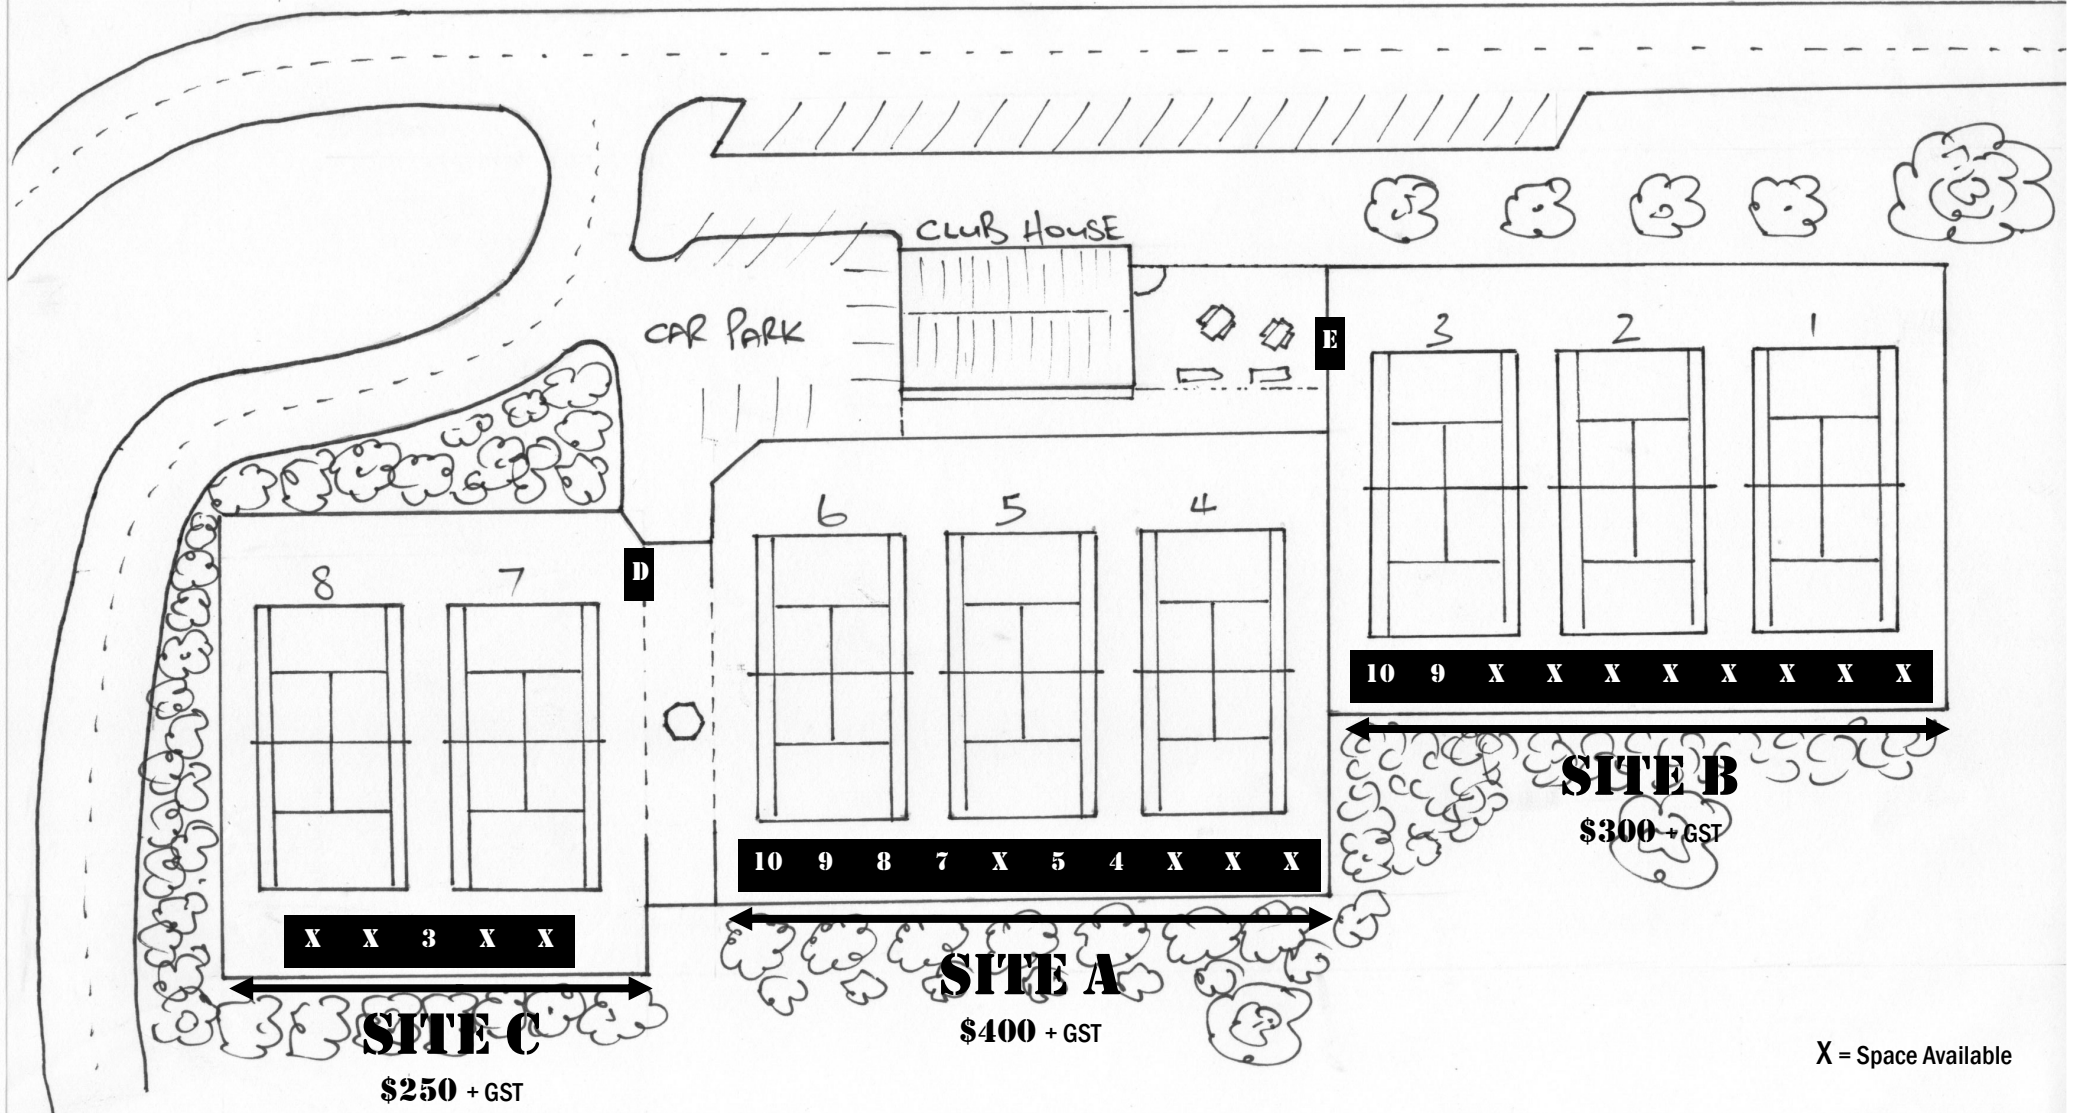 CLUB HOUSE
CAR PARK
E
3 2 1
6 5 4
D
8 7
10 9 X X X X X X X X
SITE B
$300 + GST
10 9 8 7 X 5 4 X X X
SITE A
$400 + GST
X X 3 X X
SITE C
$250 + GST
X = Space Available